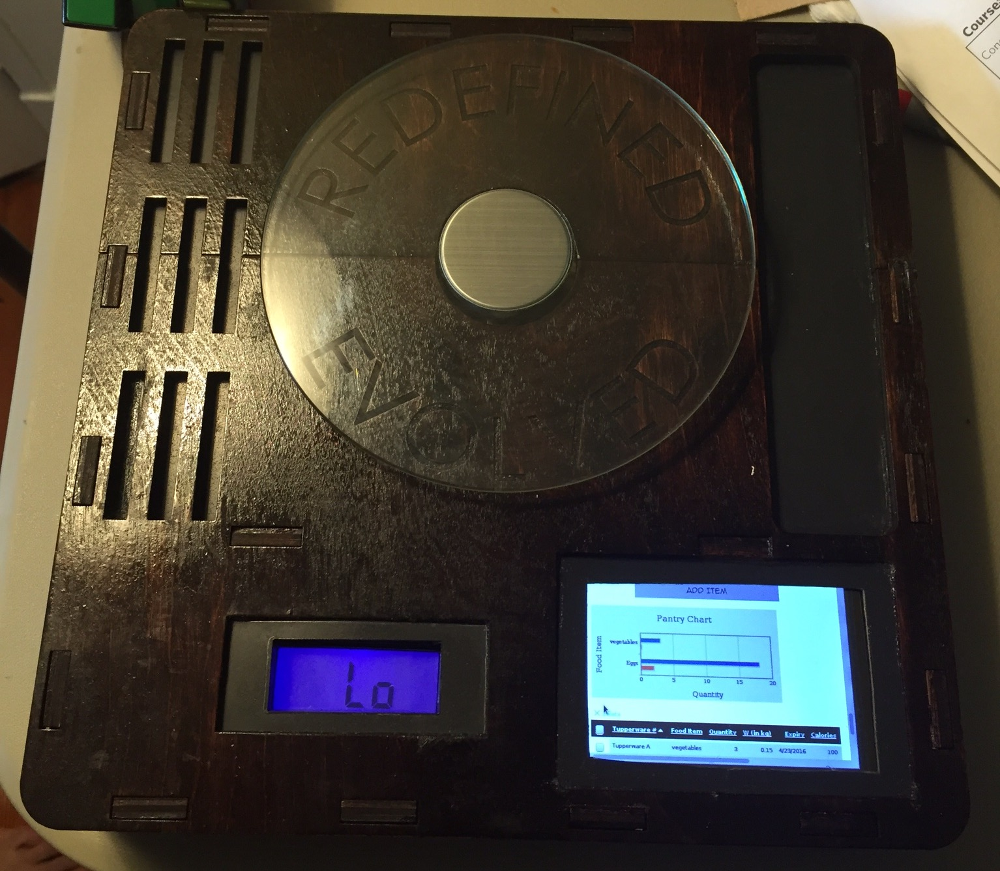 Course
Con
REDEFINED
EVOLVED
ADD ITEM
Pantry Chart
Food Item
vegetables
Eggs
0 5 10 15 20
Quantity
Lo
Tupperware # Food Item Quantity W (in kg) Expiry Calories
Tupperware A vegetables 3 0.15 4/23/2016 100